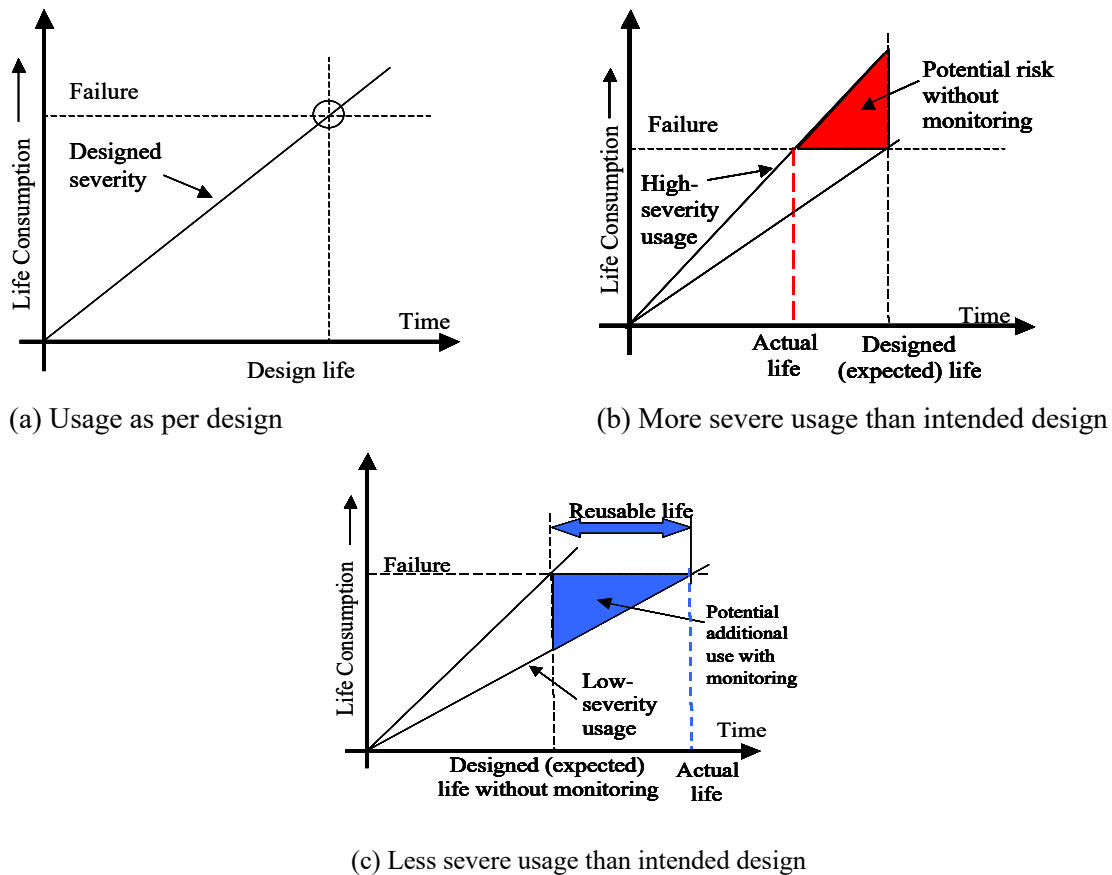 Life Consumption
Failure
Designed
severity
Time
Design life
(a) Usage as per design
Life Consumption
Failure
Potential risk
without
monitoring
High-
severity
usage
Time
Actual
life
Designed
(expected) life
(b) More severe usage than intended design
Life Consumption
Reusable life
Failure
Potential
additional
use with
monitoring
Low-
severity
usage
Time
Designed (expected)
life without monitoring
Actual
life
(c) Less severe usage than intended design